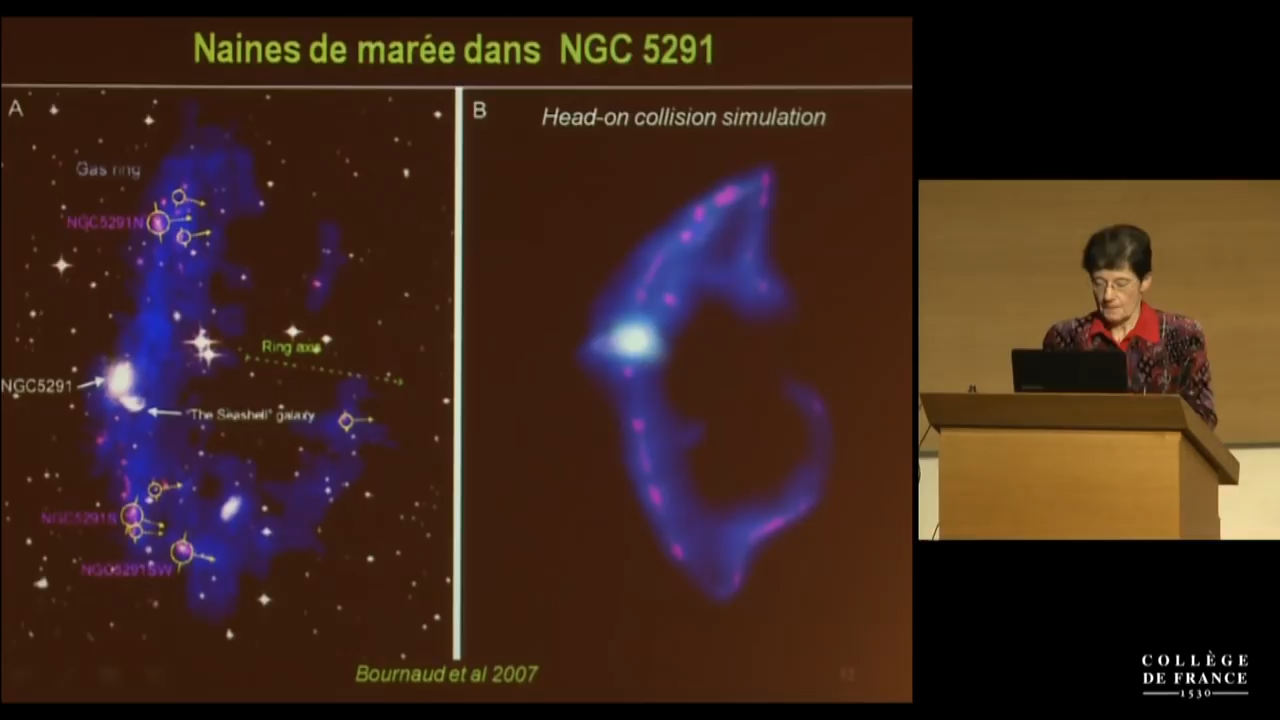 Naines de marée dans NGC 5291
A
Gas ring
NGC5291N
Ring axis
NGC5291
"The Seashell" galaxy
NGC5291S
NGC5291SW
B
Head-on collision simulation
Bournaud et al 2007
COLLÈGE
DE FRANCE
1530